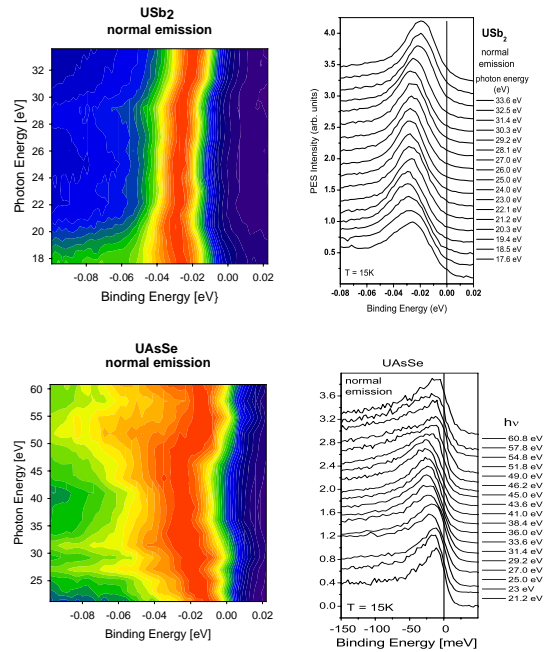 USb2
normal emission
Photon Energy [eV]
32
30
28
26
24
22
20
18
-0.08 -0.06 -0.04 -0.02 0.00 0.02
Binding Energy [eV}
PES Intensity (arb. units)
4.0
3.5
3.0
2.5
2.0
1.5
1.0
0.5
T = 15K
-0.08 -0.06 -0.04 -0.02 0.00 0.02
Binding Energy (eV)
USb2
normal
emission
photon energy
(eV)
33.6 eV
32.5 eV
31.4 eV
30.3 eV
29.2 eV
28.1 eV
27.0 eV
26.0 eV
25.0 eV
24.0 eV
23.0 eV
22.1 eV
21.2 eV
20.3 eV
19.4 eV
18.5 eV
17.6 eV
UAsSe
normal emission
Photon Energy [eV]
60
55
50
45
40
35
30
25
-0.08 -0.06 -0.04 -0.02 0.00 0.02
Binding Energy [eV]
UAsSe
normal
emission
3.6
3.2
2.8
2.4
2.0
1.6
1.2
0.8
0.4
0.0
T = 15K
-150 -100 -50 0
Binding Energy [meV]
hν
60.8 eV
57.8 eV
54.8 eV
51.8 eV
49.0 eV
46.2 eV
45.0 eV
43.6 eV
41.0 eV
38.4 eV
36.0 eV
33.6 eV
31.4 eV
29.2 eV
27.0 eV
25.0 eV
23 eV
21.2 eV